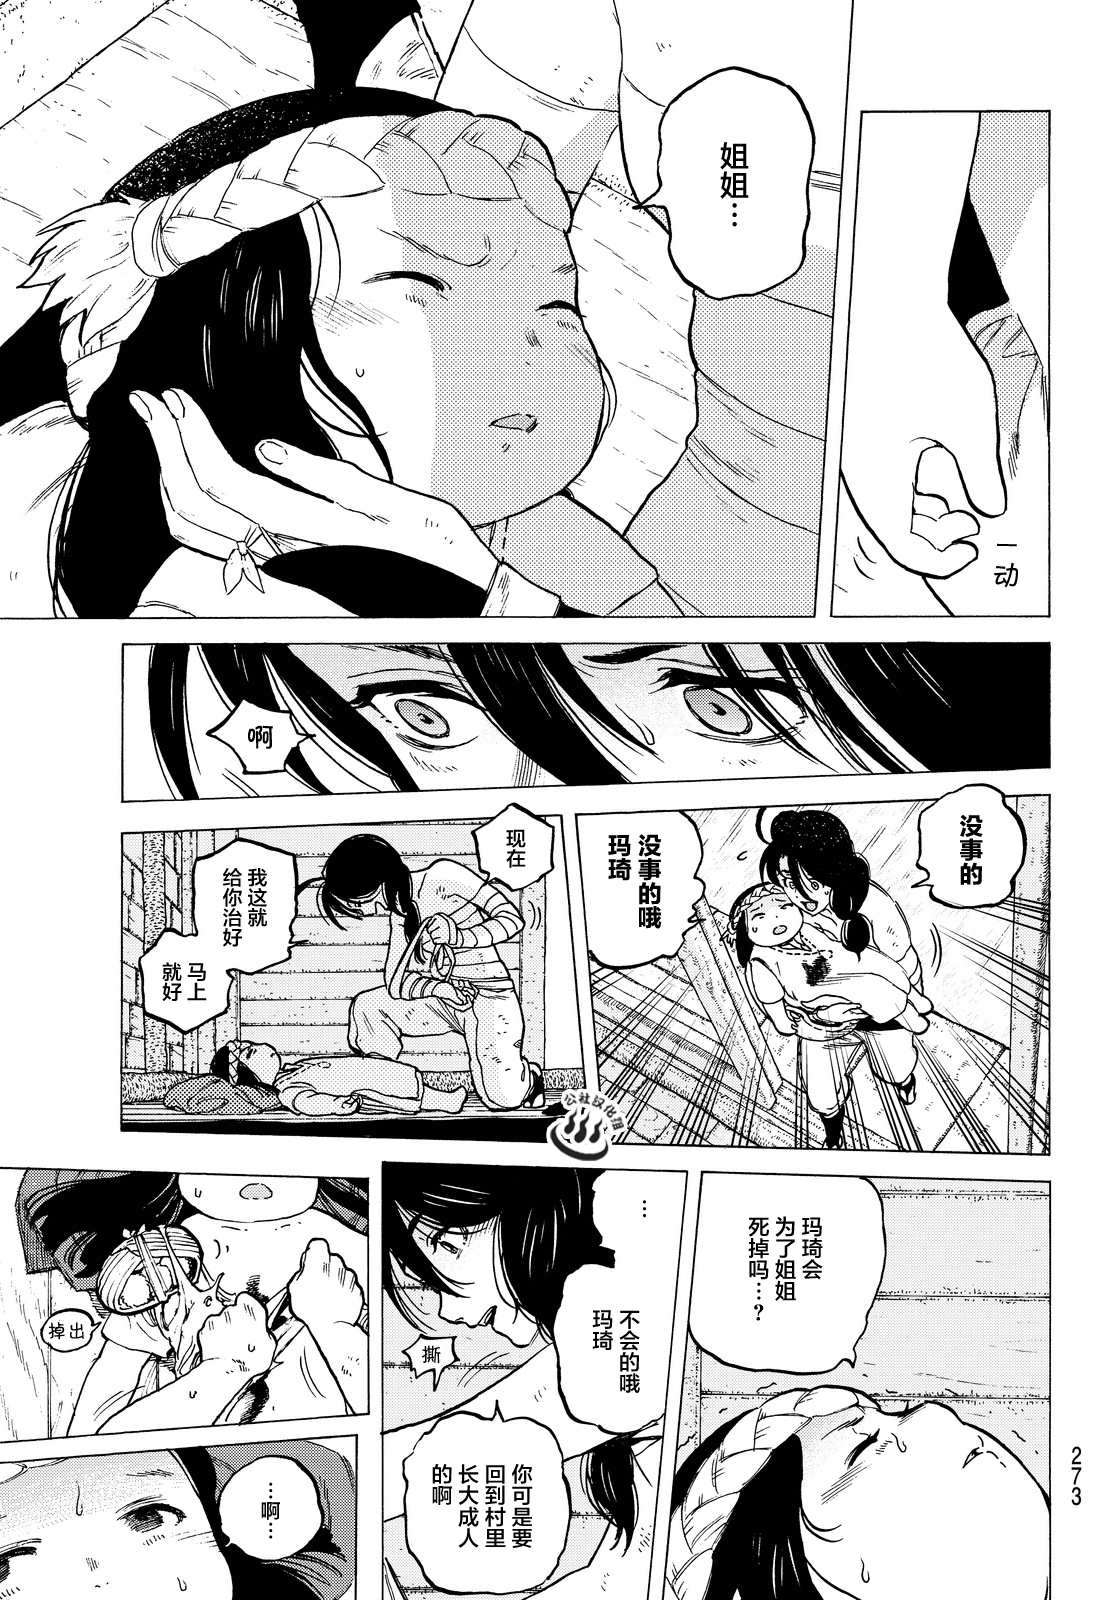 一动
姐姐…
啊
没事的
没事的哦
玛琦
现在
我这就
给你治好
马上
就好
公社汉化组
玛琦会
为了姐姐
死掉吗…?
…
不会的哦
玛琦
撕
你可是要
回到村里
长大成人
的啊
掉出
…啊…
273